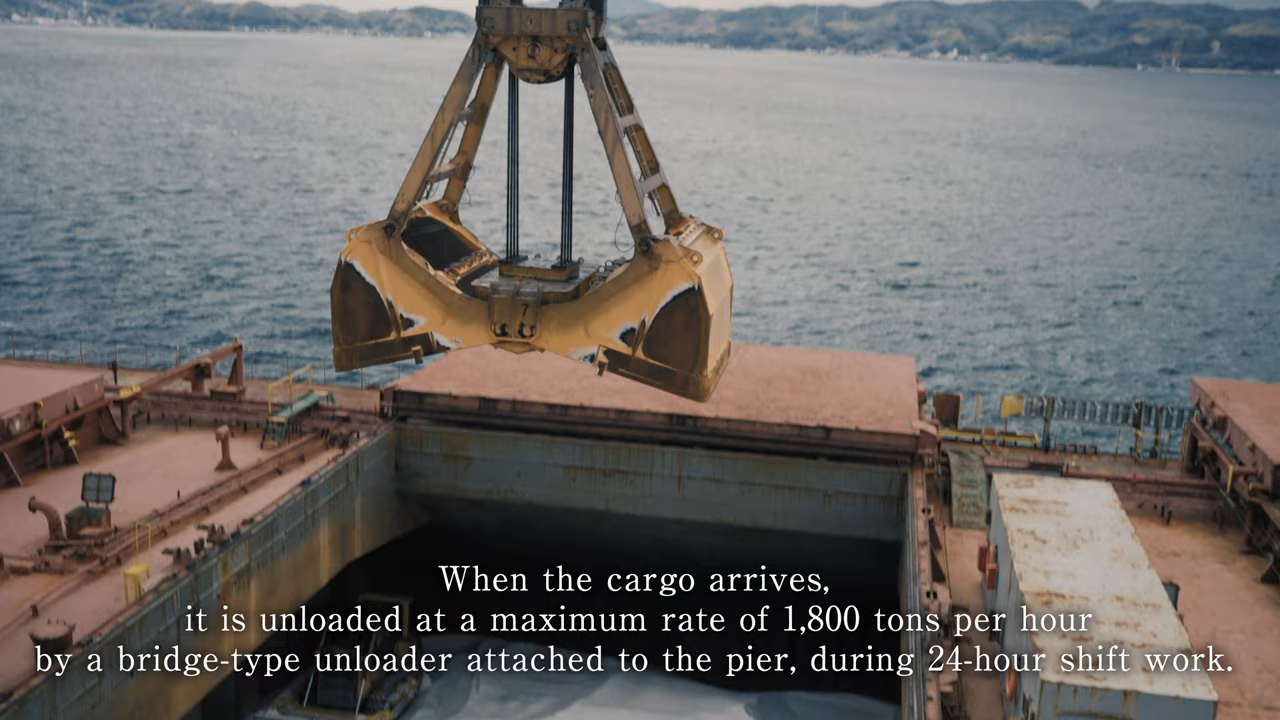 7
When the cargo arrives,
it is unloaded at a maximum rate of 1,800 tons per hour
by a bridge-type unloader attached to the pier, during 24-hour shift work.